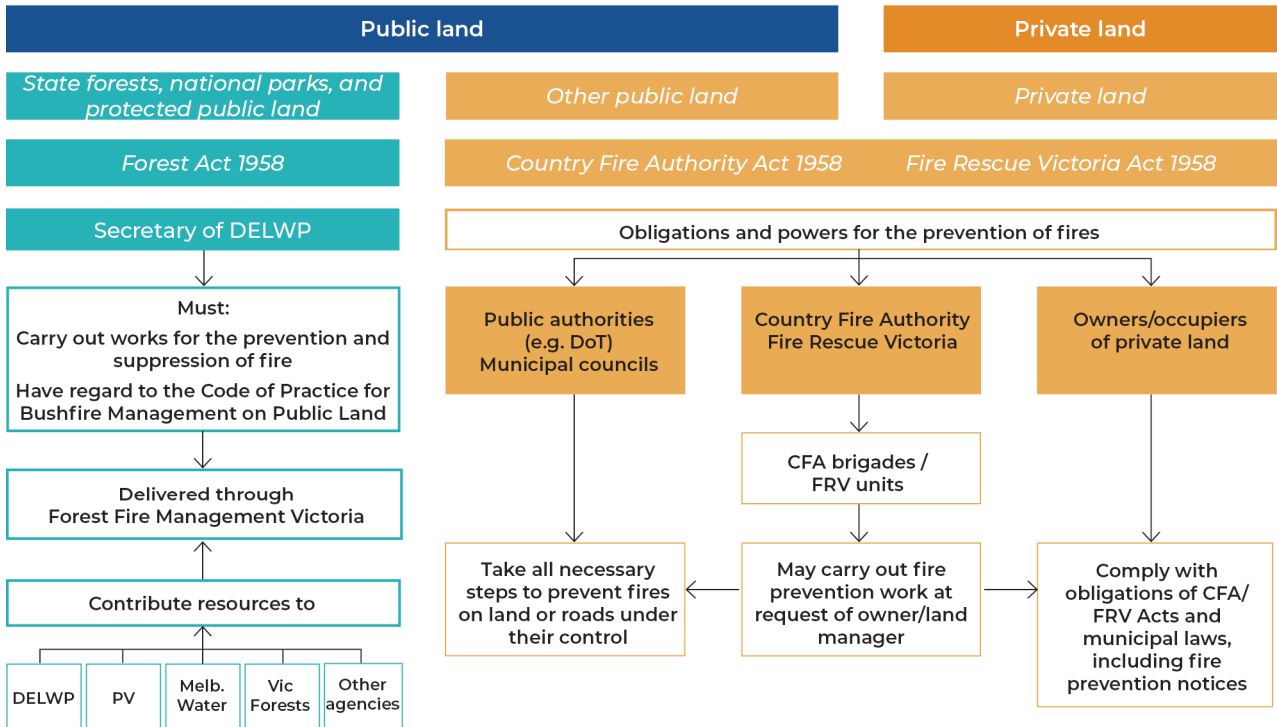 Public land
Private land
State forests, national parks, and
protected public land
Other public land
Private land
Forest Act 1958
Country Fire Authority Act 1958
Fire Rescue Victoria Act 1958
Secretary of DELWP
Obligations and powers for the prevention of fires
Must:
Carry out works for the prevention and
suppression of fire
Have regard to the Code of Practice for
Bushfire Management on Public Land
Public authorities
(e.g. DoT)
Municipal councils
Country Fire Authority
Fire Rescue Victoria
Owners/occupiers
of private land
CFA brigades /
FRV units
Delivered through
Forest Fire Management Victoria
Take all necessary
steps to prevent fires
on land or roads under
their control
May carry out fire
prevention work at
request of owner/land
manager
Comply with
obligations of CFA/
FRV Acts and
municipal laws,
including fire
prevention notices
Contribute resources to
DELWP
PV
Melb.
Water
Vic
Forests
Other
agencies